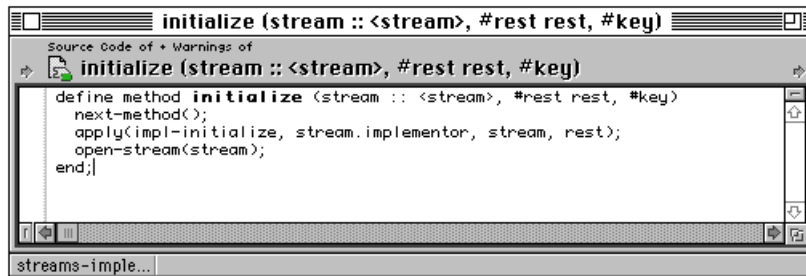 initialize (stream :: <stream>, #rest rest, #key)
Source Code of + Warnings of
initialize (stream :: <stream>, #rest rest, #key)
define method initialize (stream :: <stream>, #rest rest, #key)
next-method();
apply(impl-initialize, stream.implementor, stream, rest);
open-stream(stream);
end;
streams-imple...